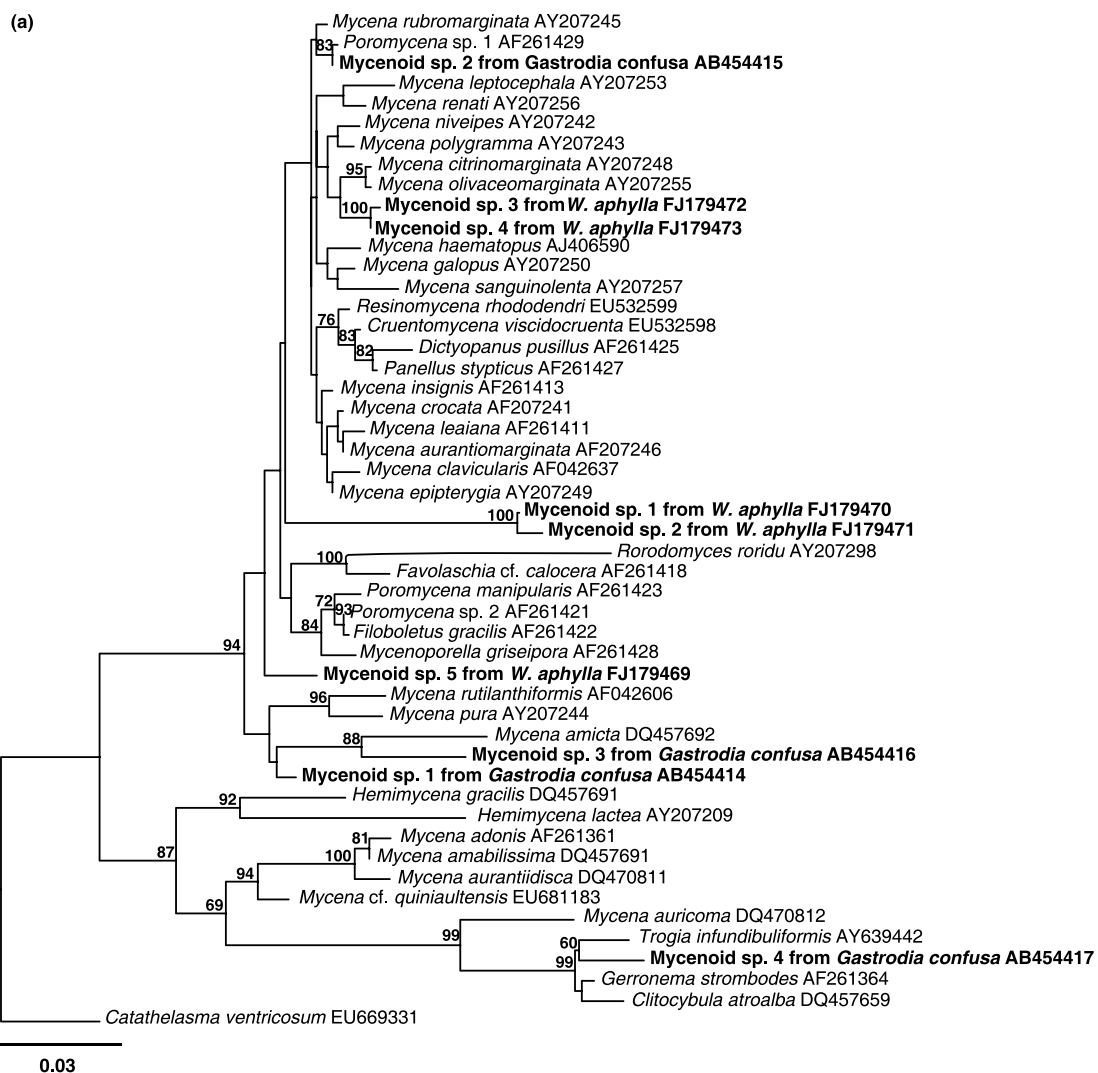 (a)
Mycena rubromarginata AY207245
83
Poromycena sp. 1 AF261429
Mycenoid sp. 2 from Gastrodia confusa AB454415
Mycena leptocephala AY207253
Mycena renati AY207256
Mycena niveipes AY207242
Mycena polygramma AY207243
Mycena citrinomarginata AY207248
95
Mycena olivaceomarginata AY207255
Mycenoid sp. 3 from W. aphylla FJ179472
100
Mycenoid sp. 4 from W. aphylla FJ179473
Mycena haematopus AJ406590
Mycena galopus AY207250
Mycena sanguinolenta AY207257
Resinomycena rhododendri EU532599
76
Cruentomycena viscidocruenta EU532598
83
Dictyopanus pusillus AF261425
82
Panellus stypticus AF261427
Mycena insignis AF261413
Mycena crocata AF207241
Mycena leaiana AF261411
Mycena aurantiomarginata AF207246
Mycena clavicularis AF042637
Mycena epipterygia AY207249
Mycenoid sp. 1 from W. aphylla FJ179470
100
Mycenoid sp. 2 from W. aphylla FJ179471
Rorodomyces roridu AY207298
100
Favolaschia cf. calocera AF261418
Poromycena manipularis AF261423
72
93
Poromycena sp. 2 AF261421
84
Filoboletus gracilis AF261422
Mycenoporella griseipora AF261428
94
Mycenoid sp. 5 from W. aphylla FJ179469
Mycena rutilanthiformis AF042606
96
Mycena pura AY207244
Mycena amicta DQ457692
88
Mycenoid sp. 3 from Gastrodia confusa AB454416
Mycenoid sp. 1 from Gastrodia confusa AB454414
Hemimycena gracilis DQ457691
92
Hemimycena lactea AY207209
Mycena adonis AF261361
81
Mycena amabilissima DQ457691
100
87
Mycena aurantiidisca DQ470811
94
Mycena cf. quiniaultensis EU681183
69
Mycena auricoma DQ470812
99
Trogia infundibuliformis AY639442
60
Mycenoid sp. 4 from Gastrodia confusa AB454417
99
Gerronema strombodes AF261364
Clitocybula atroalba DQ457659
Catathelasma ventricosum EU669331
0.03